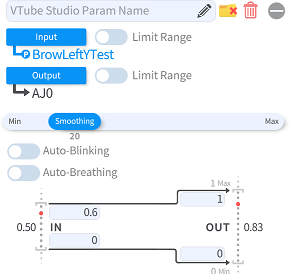 VTube Studio Param Name
Input
Limit Range
P BrowLeftYTest
Output
Limit Range
AJ0
Min
Smoothing
Max
20
Auto-Blinking
Auto-Breathing
1 Max
1
0.6
0.50 IN
OUT 0.83
0
0
0 Min